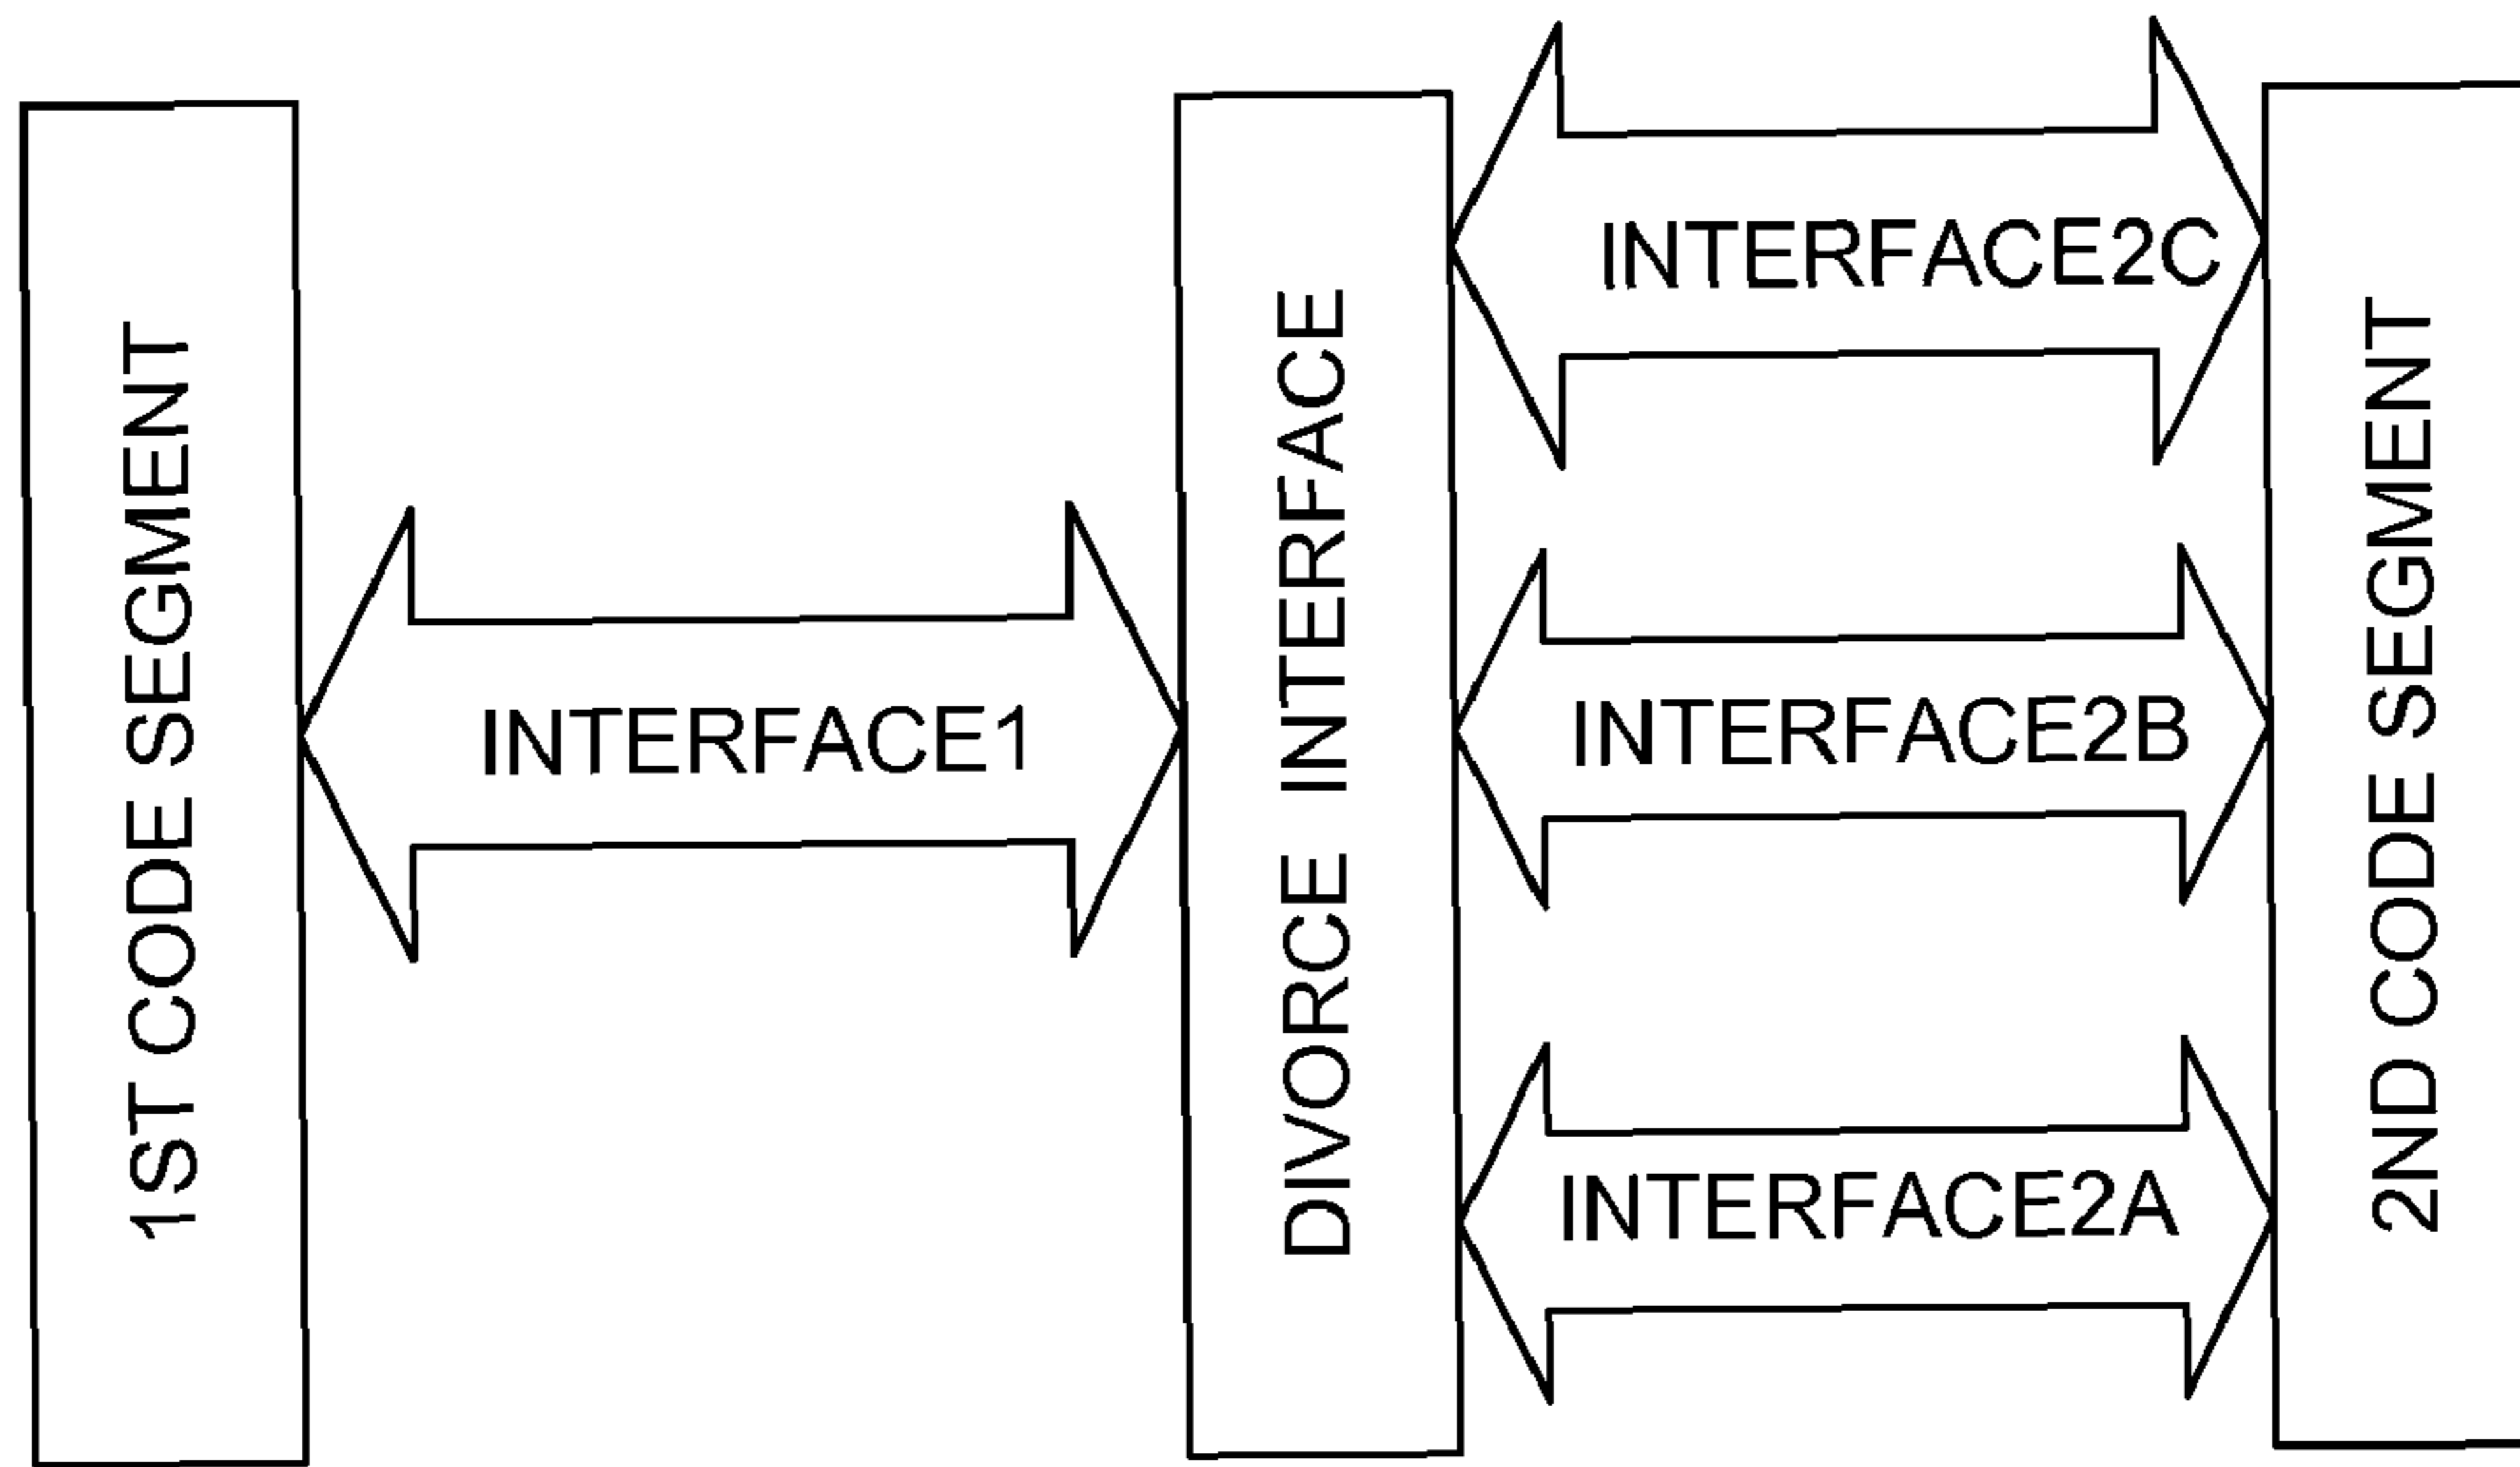 1ST CODE SEGMENT
INTERFACE1
DIVORCE INTERFACE
INTERFACE2C
INTERFACE2B
INTERFACE2A
2ND CODE SEGMENT